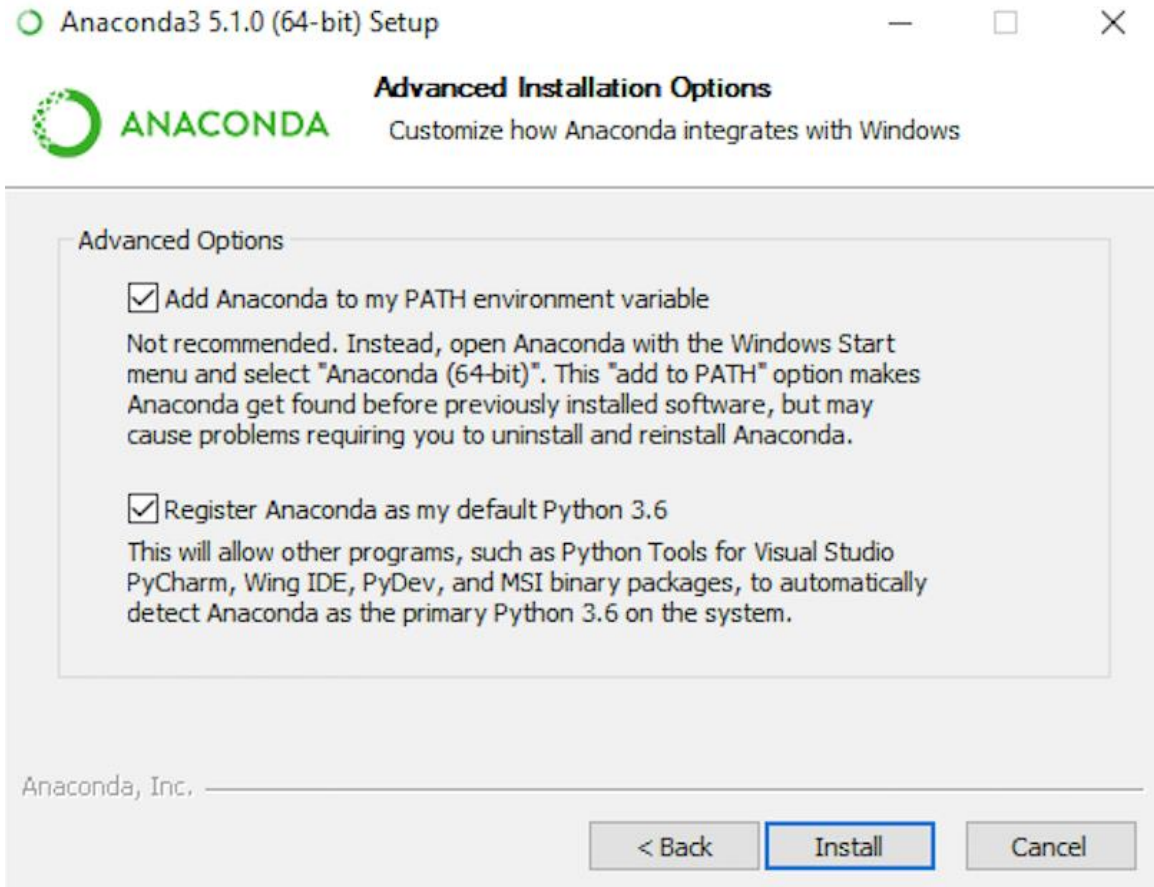 Anaconda3 5.1.0 (64-bit) Setup
ANACONDA
Advanced Installation Options
Customize how Anaconda integrates with Windows
Advanced Options
Add Anaconda to my PATH environment variable
Not recommended. Instead, open Anaconda with the Windows Start
menu and select "Anaconda (64-bit)". This "add to PATH" option makes
Anaconda get found before previously installed software, but may
cause problems requiring you to uninstall and reinstall Anaconda.
Register Anaconda as my default Python 3.6
This will allow other programs, such as Python Tools for Visual Studio
PyCharm, Wing IDE, PyDev, and MSI binary packages, to automatically
detect Anaconda as the primary Python 3.6 on the system.
Anaconda, Inc.
< Back
Install
Cancel